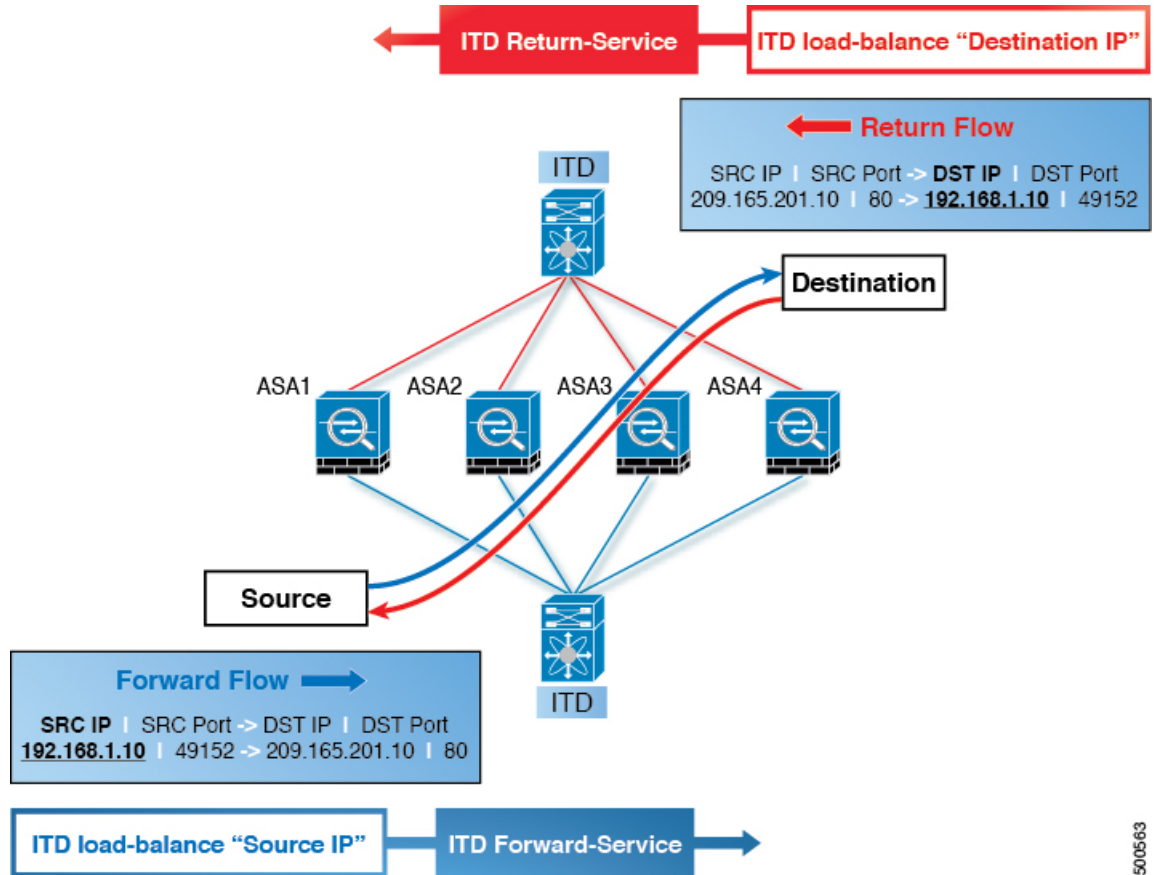 ITD Return-Service
ITD load-balance “Destination IP”
Return Flow
SRC IP | SRC Port -> DST IP | DST Port
209.165.201.10 | 80 -> 192.168.1.10 | 49152
ITD
Destination
ASA1
ASA2
ASA3
ASA4
Source
ITD
Forward Flow
SRC IP | SRC Port -> DST IP | DST Port
192.168.1.10 | 49152 -> 209.165.201.10 | 80
ITD load-balance “Source IP”
ITD Forward-Service
500563